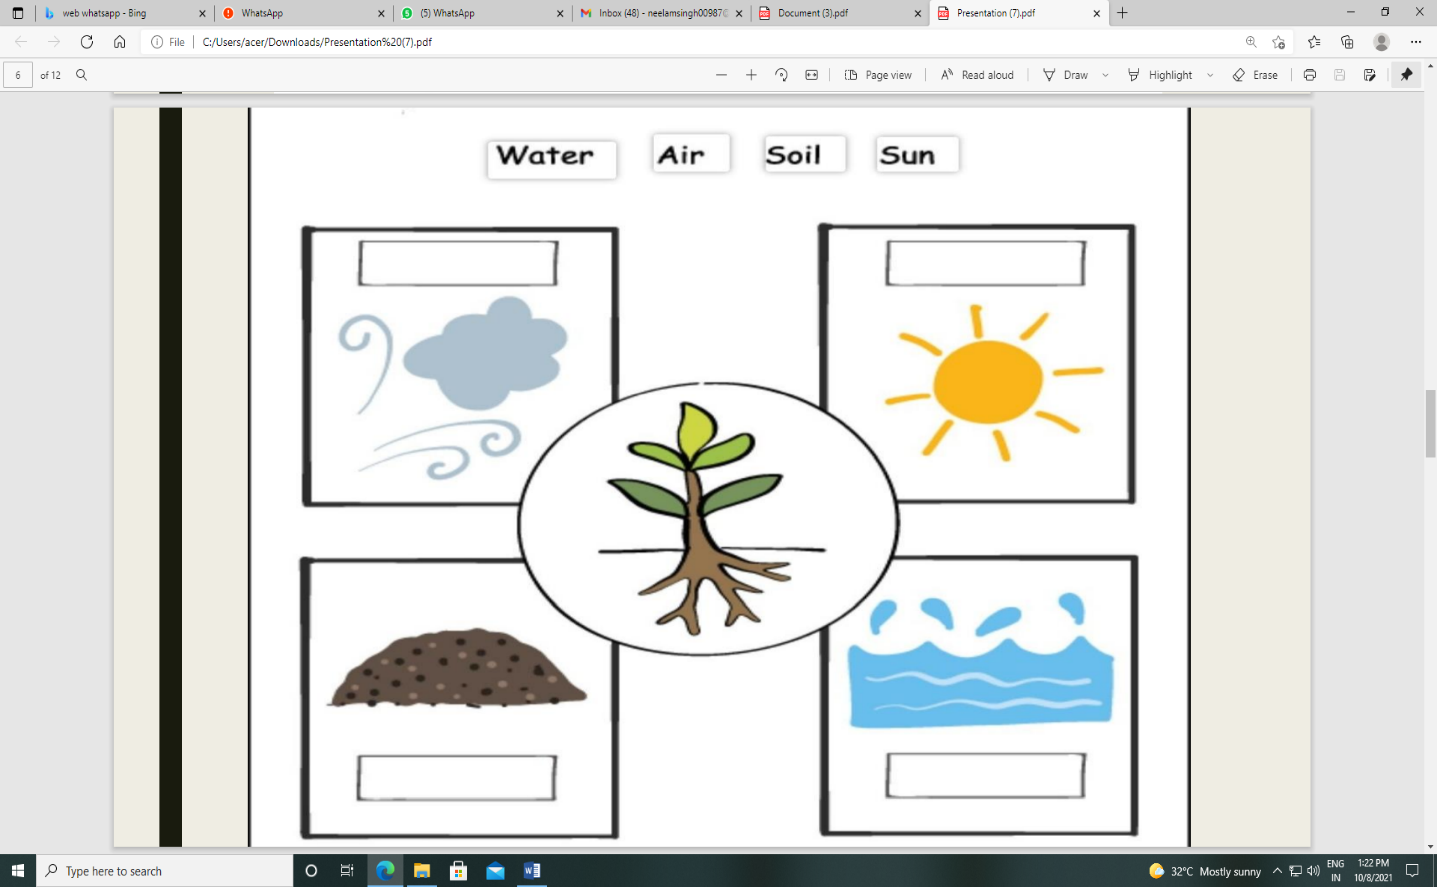 web whatsapp - Bing
WhatsApp
(5) WhatsApp
Inbox (48) - neelamsingh00987@
Document (3).pdf
Presentation (7).pdf
File
C:/Users/acer/Downloads/Presentation%20(7).pdf
6 of 12
Page view
Read aloud
Draw
Highlight
Erase
Water Air Soil Sun
Type here to search
32°C Mostly sunny
ENG
IN
1:22 PM
10/8/2021